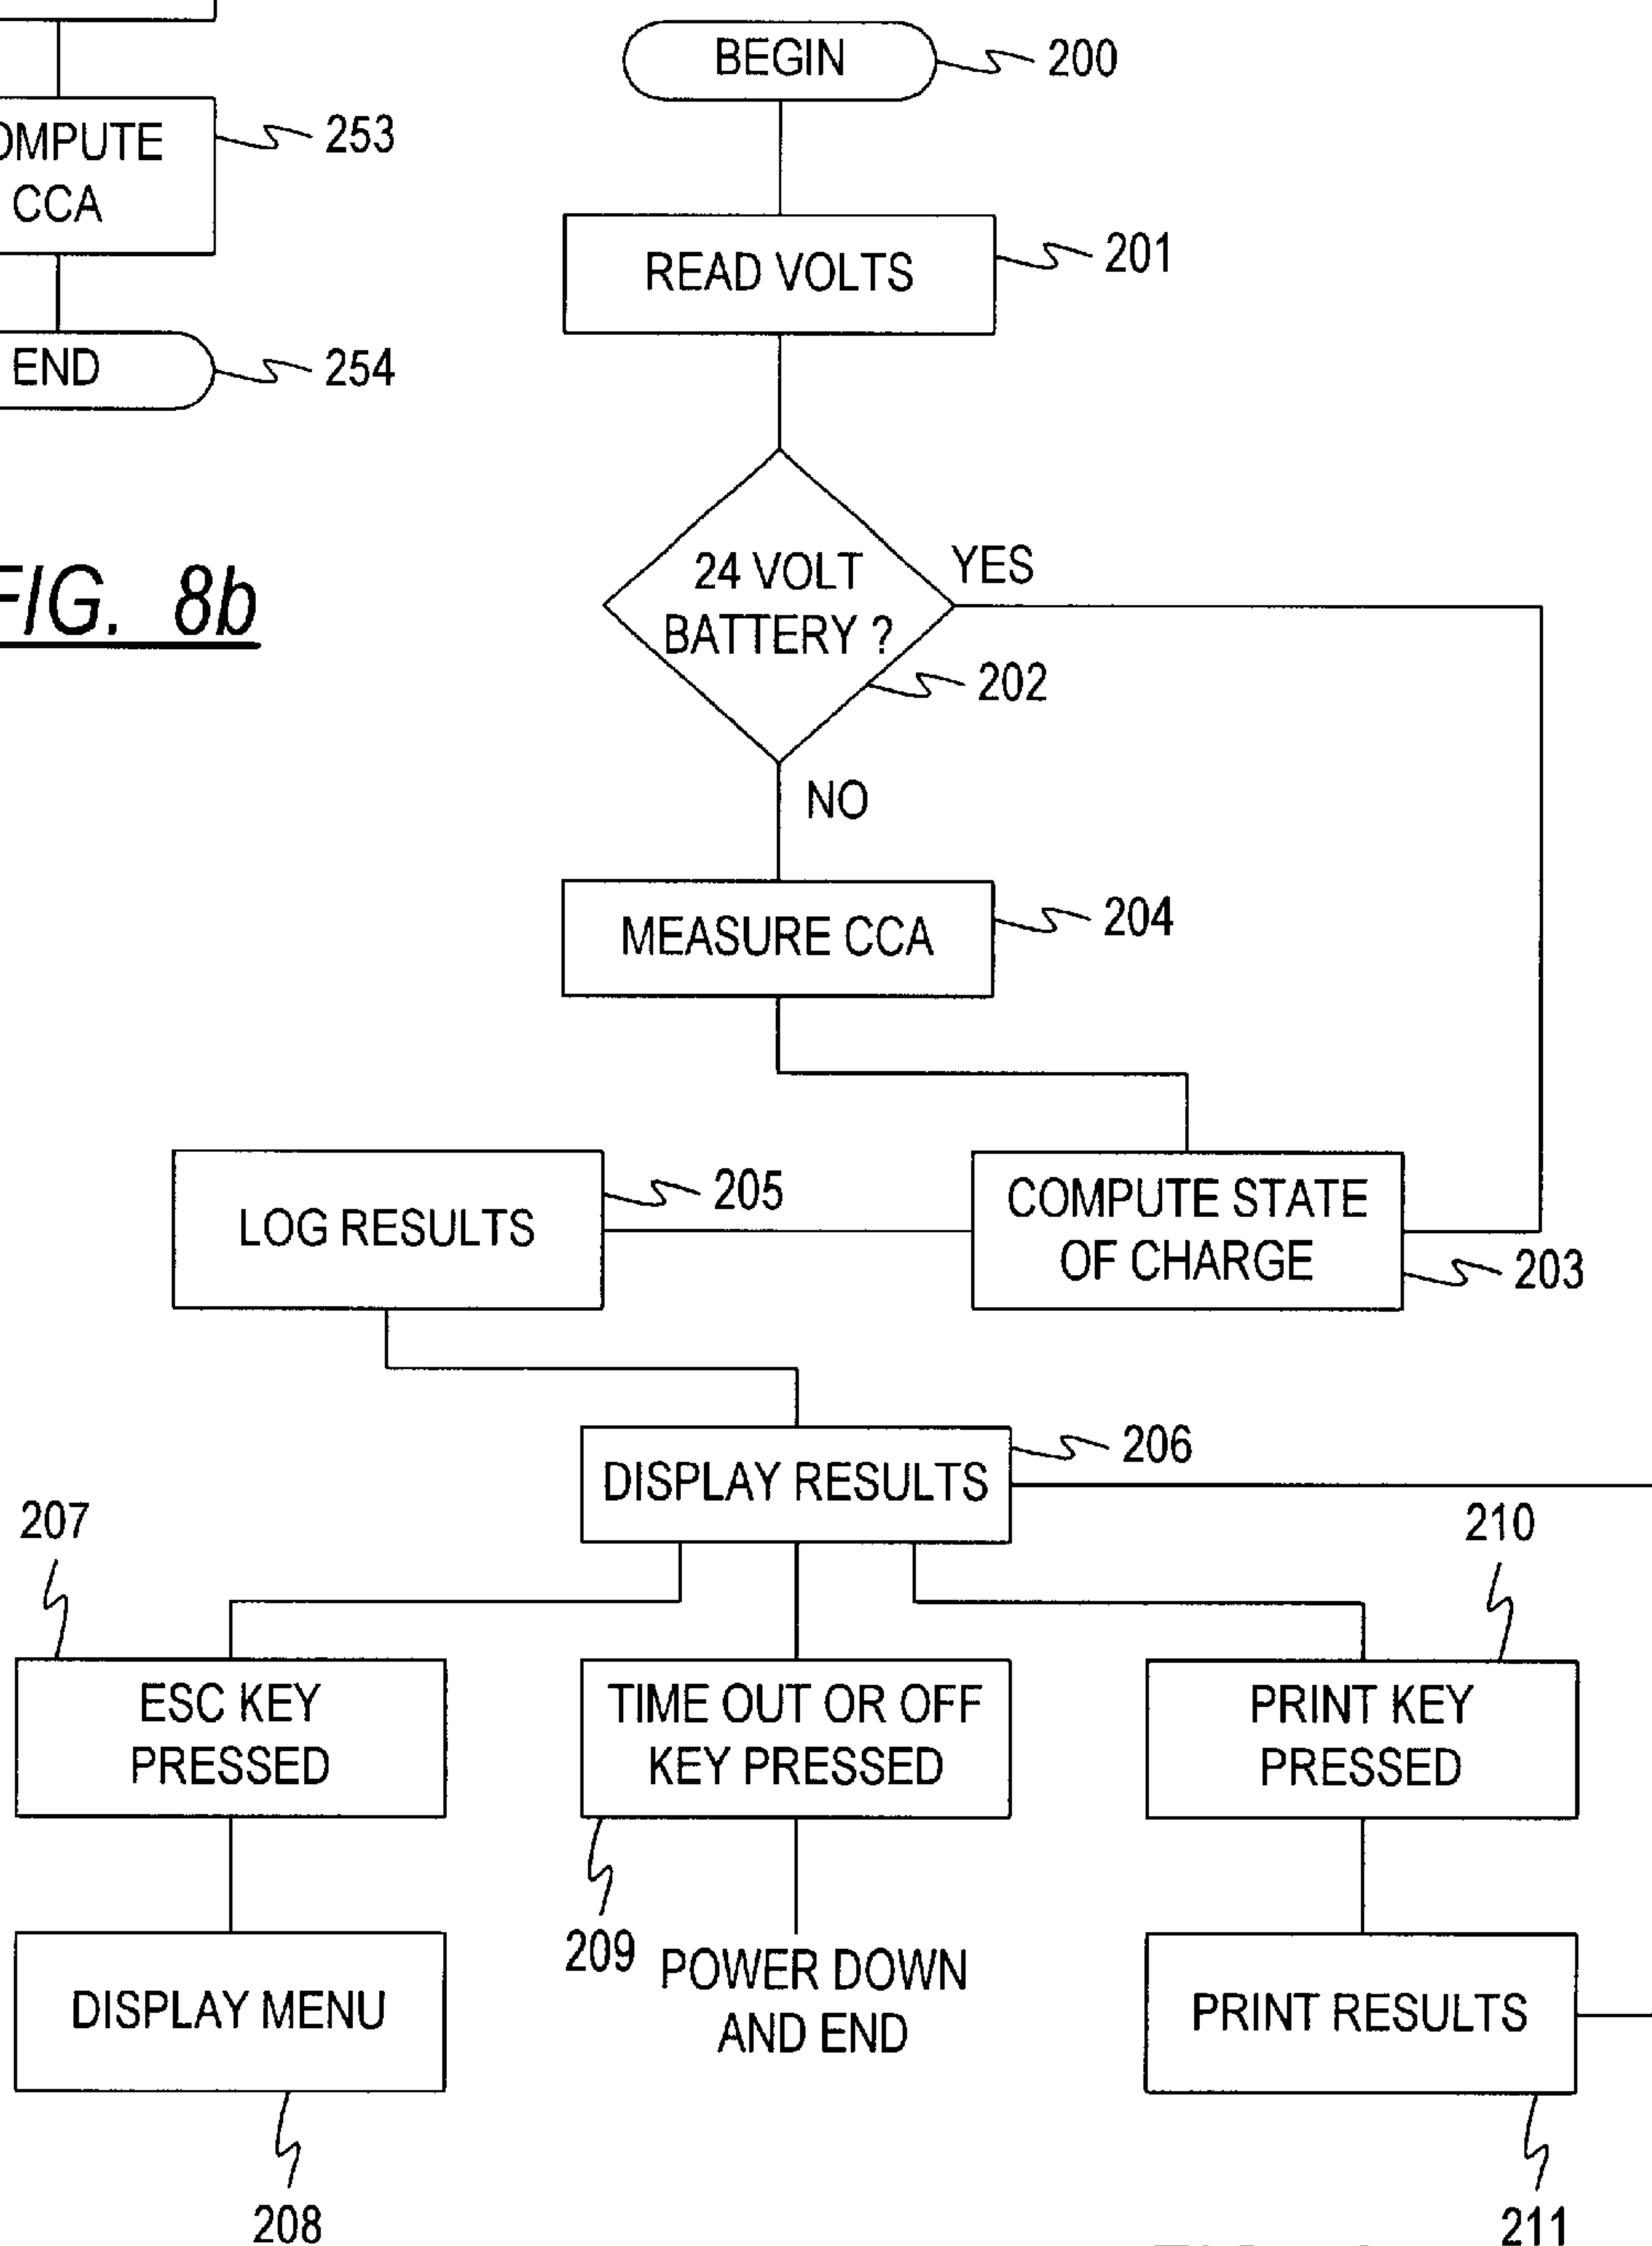 BEGIN
200
OMPUTE
CCA
253
READ VOLTS
201
END
254
24 VOLT
BATTERY ?
YES
202
FIG. 8b
NO
MEASURE CCA
204
LOG RESULTS
205
COMPUTE STATE
OF CHARGE
203
DISPLAY RESULTS
206
207
210
ESC KEY
PRESSED
TIME OUT OR OFF
KEY PRESSED
PRINT KEY
PRESSED
209
DISPLAY MENU
POWER DOWN
AND END
PRINT RESULTS
208
211